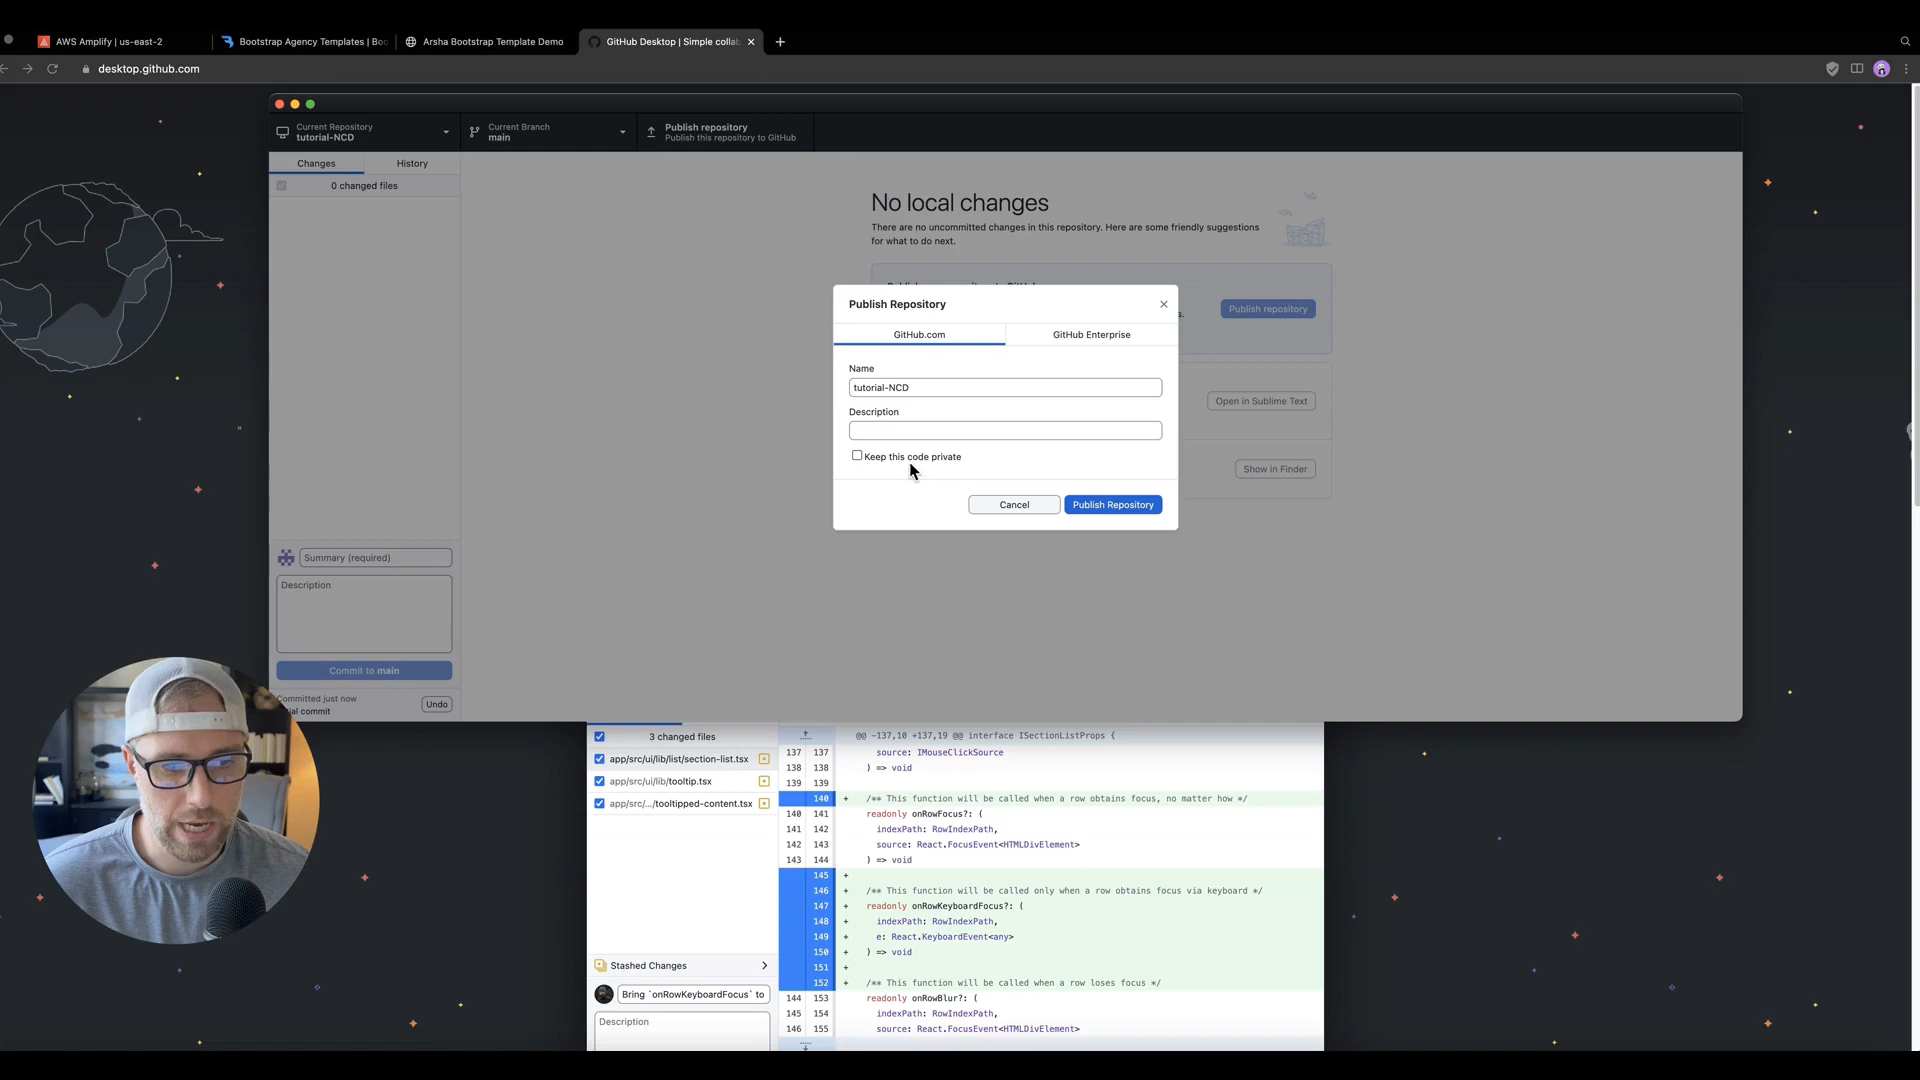 AWS Amplify | us-east-2
Bootstrap Agency Templates | Boo
Arsha Bootstrap Template Demo
GitHub Desktop | Simple collab
desktop.github.com
Current Repository
tutorial-NCD
Current Branch
main
Publish repository
Publish this repository to GitHub
Changes
History
0 changed files
No local changes
There are no uncommitted changes in this repository. Here are some friendly suggestions
for what to do next.
Publish repository
Open in Sublime Text
Show in Finder
Publish Repository
GitHub.com
GitHub Enterprise
Name
tutorial-NCD
Description
Keep this code private
Cancel
Publish Repository
Summary (required)
Description
Commit to main
Committed just now
commit
Undo
3 changed files
app/src/ui/lib/list/section-list.tsx
app/src/ui/lib/tooltip.tsx
app/src/.../tooltipped-content.tsx
Stashed Changes
Bring `onRowKeyboardFocus` to
Description
@@ -137,10 +137,19 @@ interface ISectionListProps {
137 137 source: IMouseClickSource
138 138 ) => void
139 139
140 + /** This function will be called when a row obtains focus, no matter how */
140 141 readonly onRowFocus?: (
141 142 indexPath: RowIndexPath,
142 143 source: React.FocusEvent<HTMLDivElement>
143 144 ) => void
145 +
146 + /** This function will be called only when a row obtains focus via keyboard */
147 + readonly onRowKeyboardFocus?: (
148 + indexPath: RowIndexPath,
149 + e: React.KeyboardEvent<any>
150 + ) => void
151 +
152 + /** This function will be called when a row loses focus */
144 153 readonly onRowBlur?: (
145 154 indexPath: RowIndexPath,
146 155 source: React.FocusEvent<HTMLDivElement>